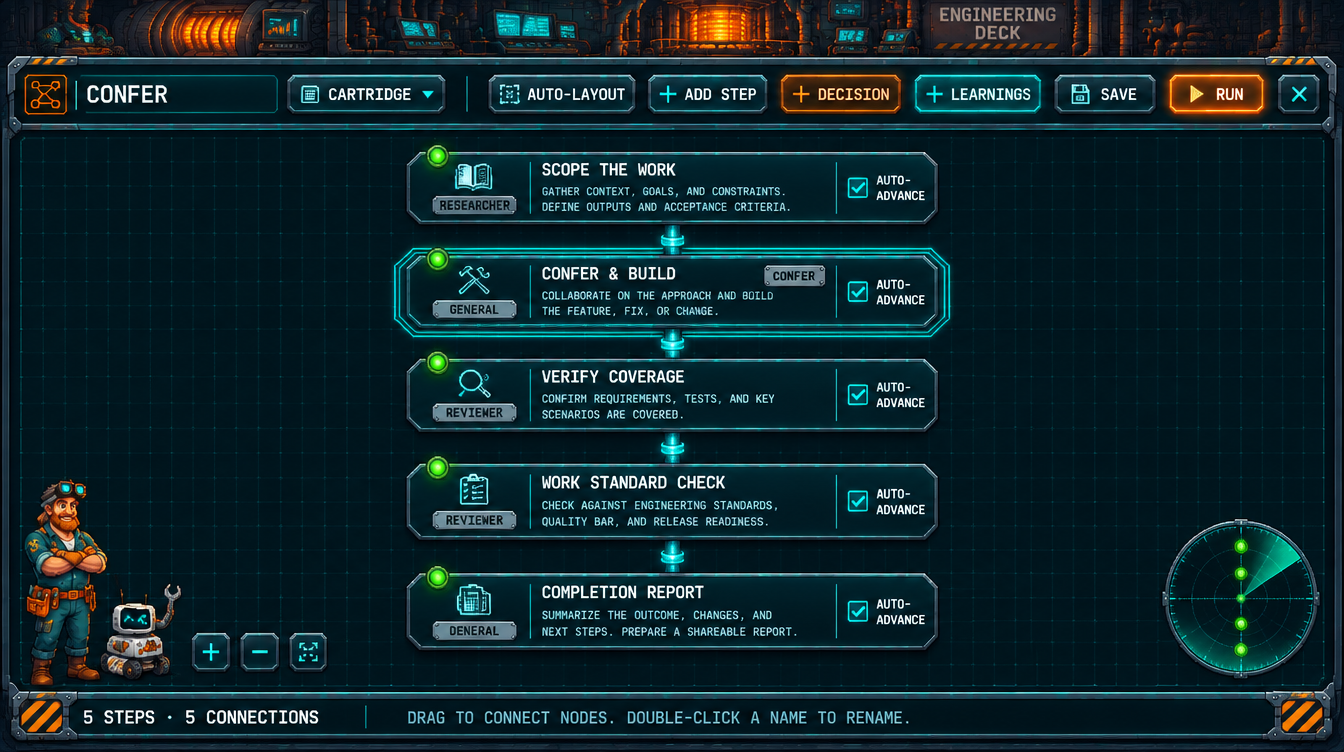 ENGINEERING
DECK
CONFER
CARTRIDGE
AUTO-LAYOUT
+ ADD STEP
+ DECISION
+ LEARNINGS
SAVE
RUN
SCOPE THE WORK
GATHER CONTEXT, GOALS, AND CONSTRAINTS.
DEFINE OUTPUTS AND ACCEPTANCE CRITERIA.
RESEARCHER
AUTO-
ADVANCE
CONFER & BUILD
CONFER
COLLABORATE ON THE APPROACH AND BUILD
THE FEATURE, FIX, OR CHANGE.
GENERAL
AUTO-
ADVANCE
VERIFY COVERAGE
CONFIRM REQUIREMENTS, TESTS, AND KEY
SCENARIOS ARE COVERED.
REVIEWER
AUTO-
ADVANCE
WORK STANDARD CHECK
CHECK AGAINST ENGINEERING STANDARDS,
QUALITY BAR, AND RELEASE READINESS.
REVIEWER
AUTO-
ADVANCE
COMPLETION REPORT
SUMMARIZE THE OUTCOME, CHANGES, AND
NEXT STEPS. PREPARE A SHAREABLE REPORT.
DENERAL
AUTO-
ADVANCE
5 STEPS · 5 CONNECTIONS
DRAG TO CONNECT NODES. DOUBLE-CLICK A NAME TO RENAME.